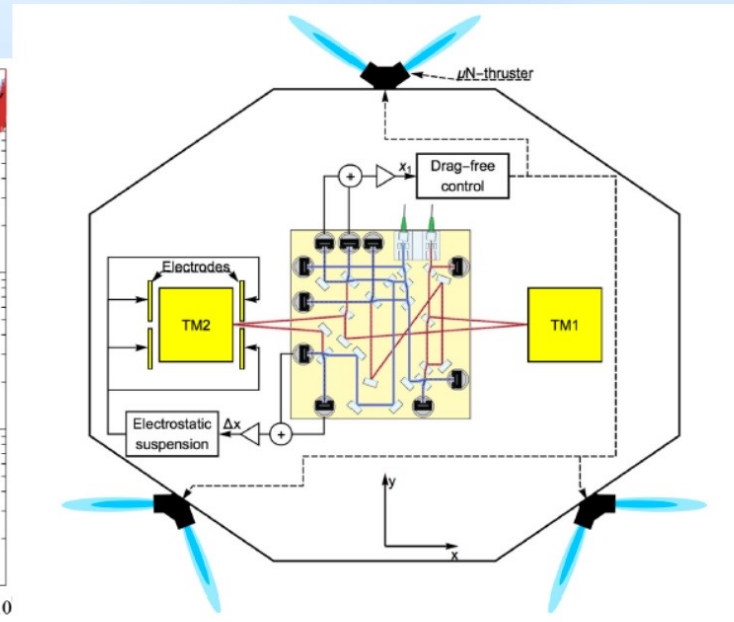 μN-thruster
x₁
Drag-free
control
+
Electrodes
TM2
TM1
Electrostatic
suspension
Δx
+
y
x
0